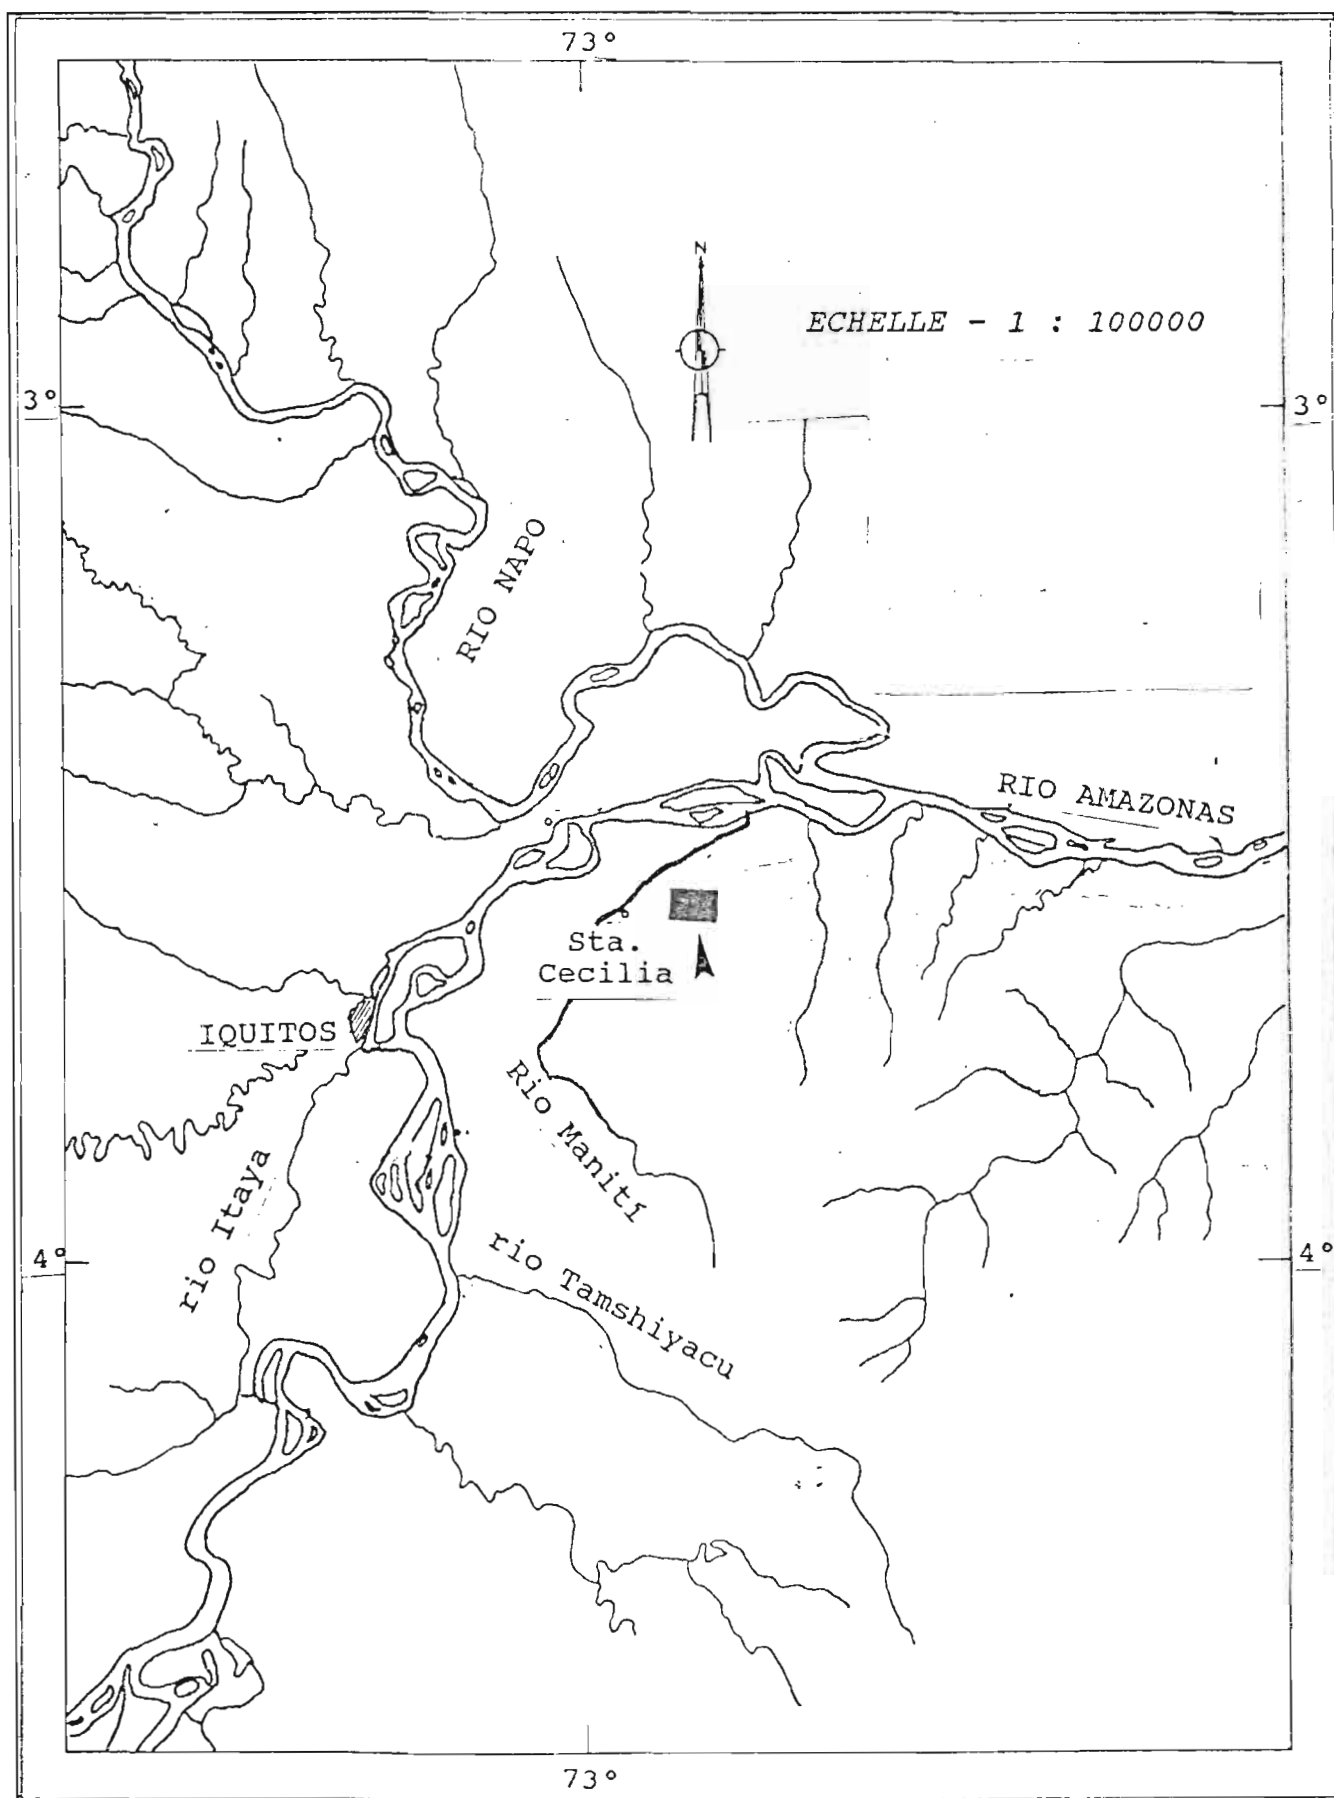 73°
N
ECHELLE - 1 : 100000
3°
3°
RIO NAPO
RIO AMAZONAS
Sta.
Cecilia
IQUITOS
Rio Manití
rio Itaya
4°
4°
rio Tamshiyacu
73°